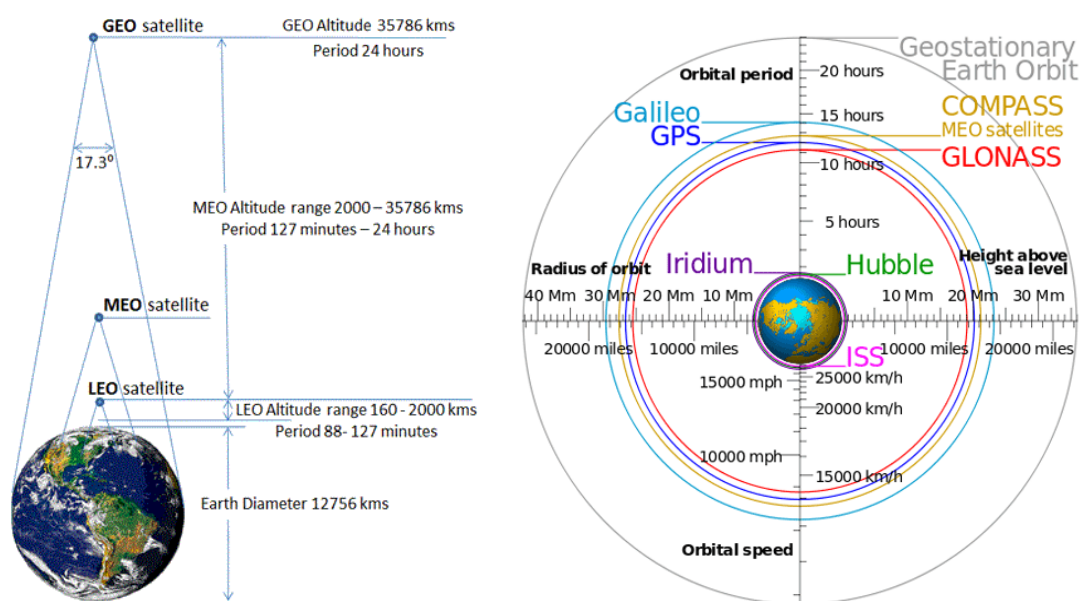 GEO satellite
GEO Altitude 35786 kms
Period 24 hours
17.3⁰
MEO Altitude range 2000 – 35786 kms
Period 127 minutes – 24 hours
MEO satellite
LEO satellite
LEO Altitude range 160 - 2000 kms
Period 88- 127 minutes
Earth Diameter 12756 kms
Geostationary
Earth Orbit
Orbital period
20 hours
Galileo
15 hours
COMPASS
MEO satellites
GPS
GLONASS
10 hours
5 hours
Iridium
Hubble
Radius of orbit
Height above
sea level
40 Mm 30 Mm 20 Mm 10 Mm
10 Mm 20 Mm 30 Mm
20000 miles 10000 miles
10000 miles 20000 miles
ISS
15000 mph
25000 km/h
20000 km/h
10000 mph
15000 km/h
Orbital speed